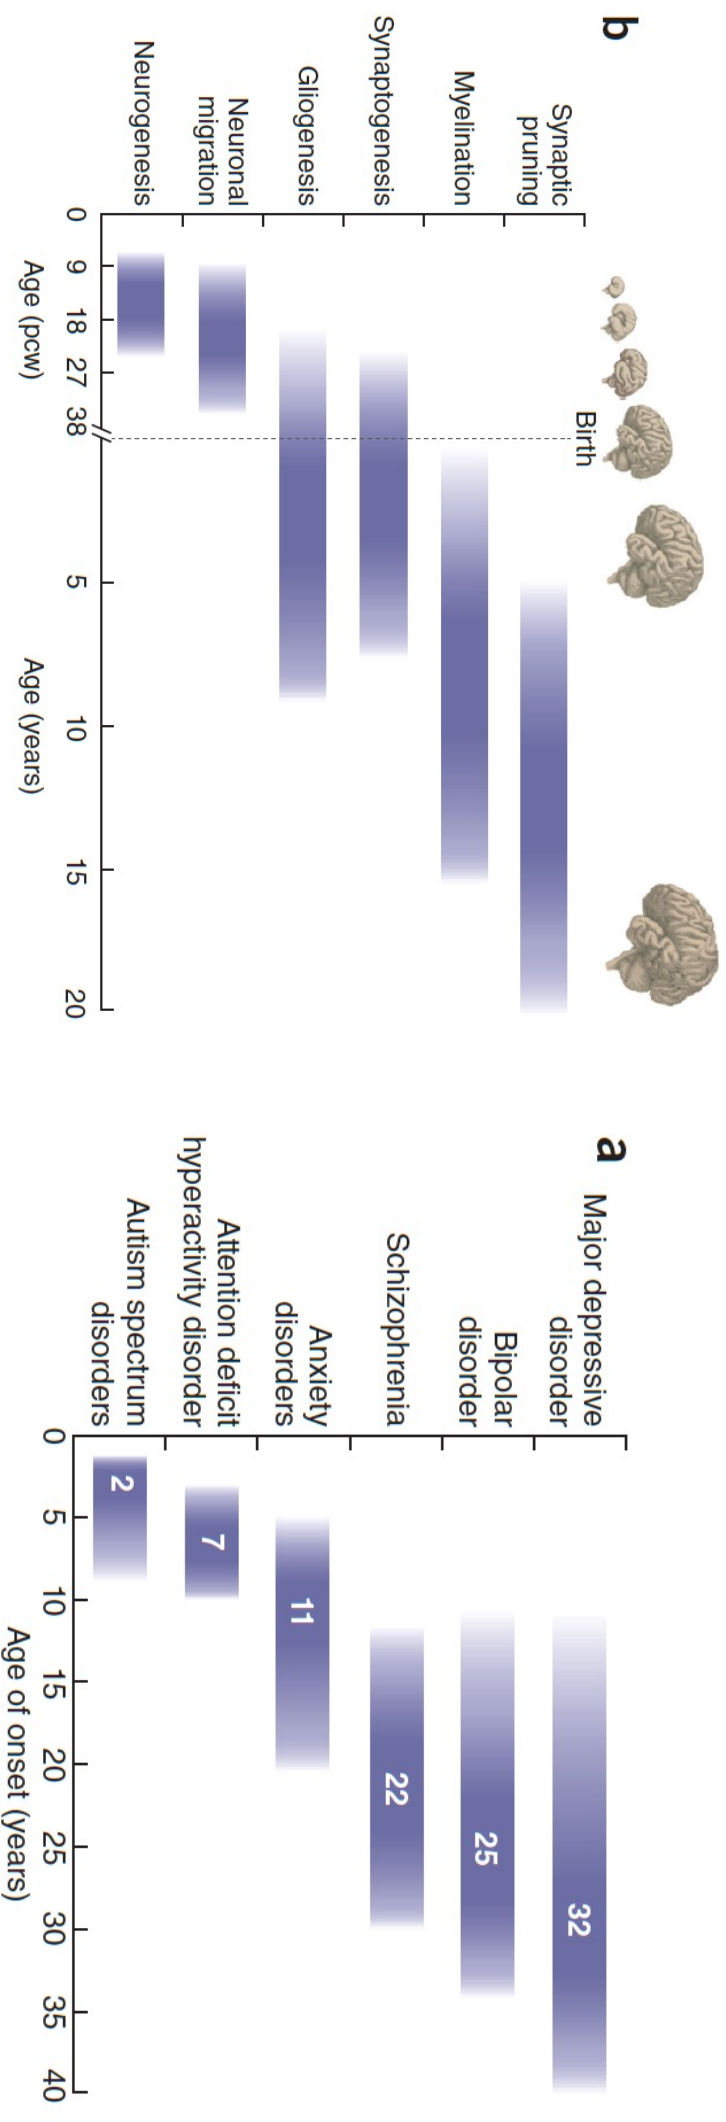 a
Major depressive
disorder
Bipolar
disorder
Schizophrenia
Anxiety
disorders
Attention deficit
hyperactivity disorder
Autism spectrum
disorders
32
25
22
11
7
2
0 5 10 15 20 25 30 35 40
Age of onset (years)
b
Birth
Synaptic
pruning
Myelination
Synaptogenesis
Gliogenesis
Neuronal
migration
Neurogenesis
0 9 18 27 38 5 10 15 20
Age (pcw) Age (years)